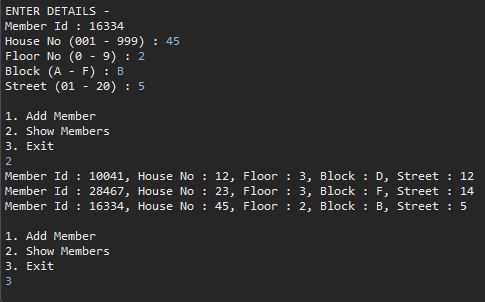 ENTER DETAILS -
Member Id : 16334
House No (001 - 999) : 45
Floor No (0 - 9) : 2
Block (A - F) : B
Street (01 - 20) : 5
1. Add Member
2. Show Members
3. Exit
2
Member Id : 10041, House No : 12, Floor : 3, Block : D, Street : 12
Member Id : 28467, House No : 23, Floor : 3, Block : F, Street : 14
Member Id : 16334, House No : 45, Floor : 2, Block : B, Street : 5
1. Add Member
2. Show Members
3. Exit
3